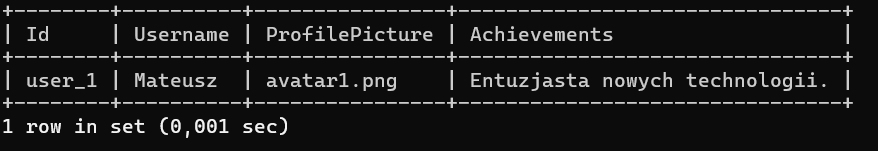 +--------+----------+----------------+--------------------------------+
| Id     | Username | ProfilePicture | Achievements                   |
+--------+----------+----------------+--------------------------------+
| user_1 | Mateusz  | avatar1.png    | Entuzjasta nowych technologii. |
+--------+----------+----------------+--------------------------------+
1 row in set (0,001 sec)